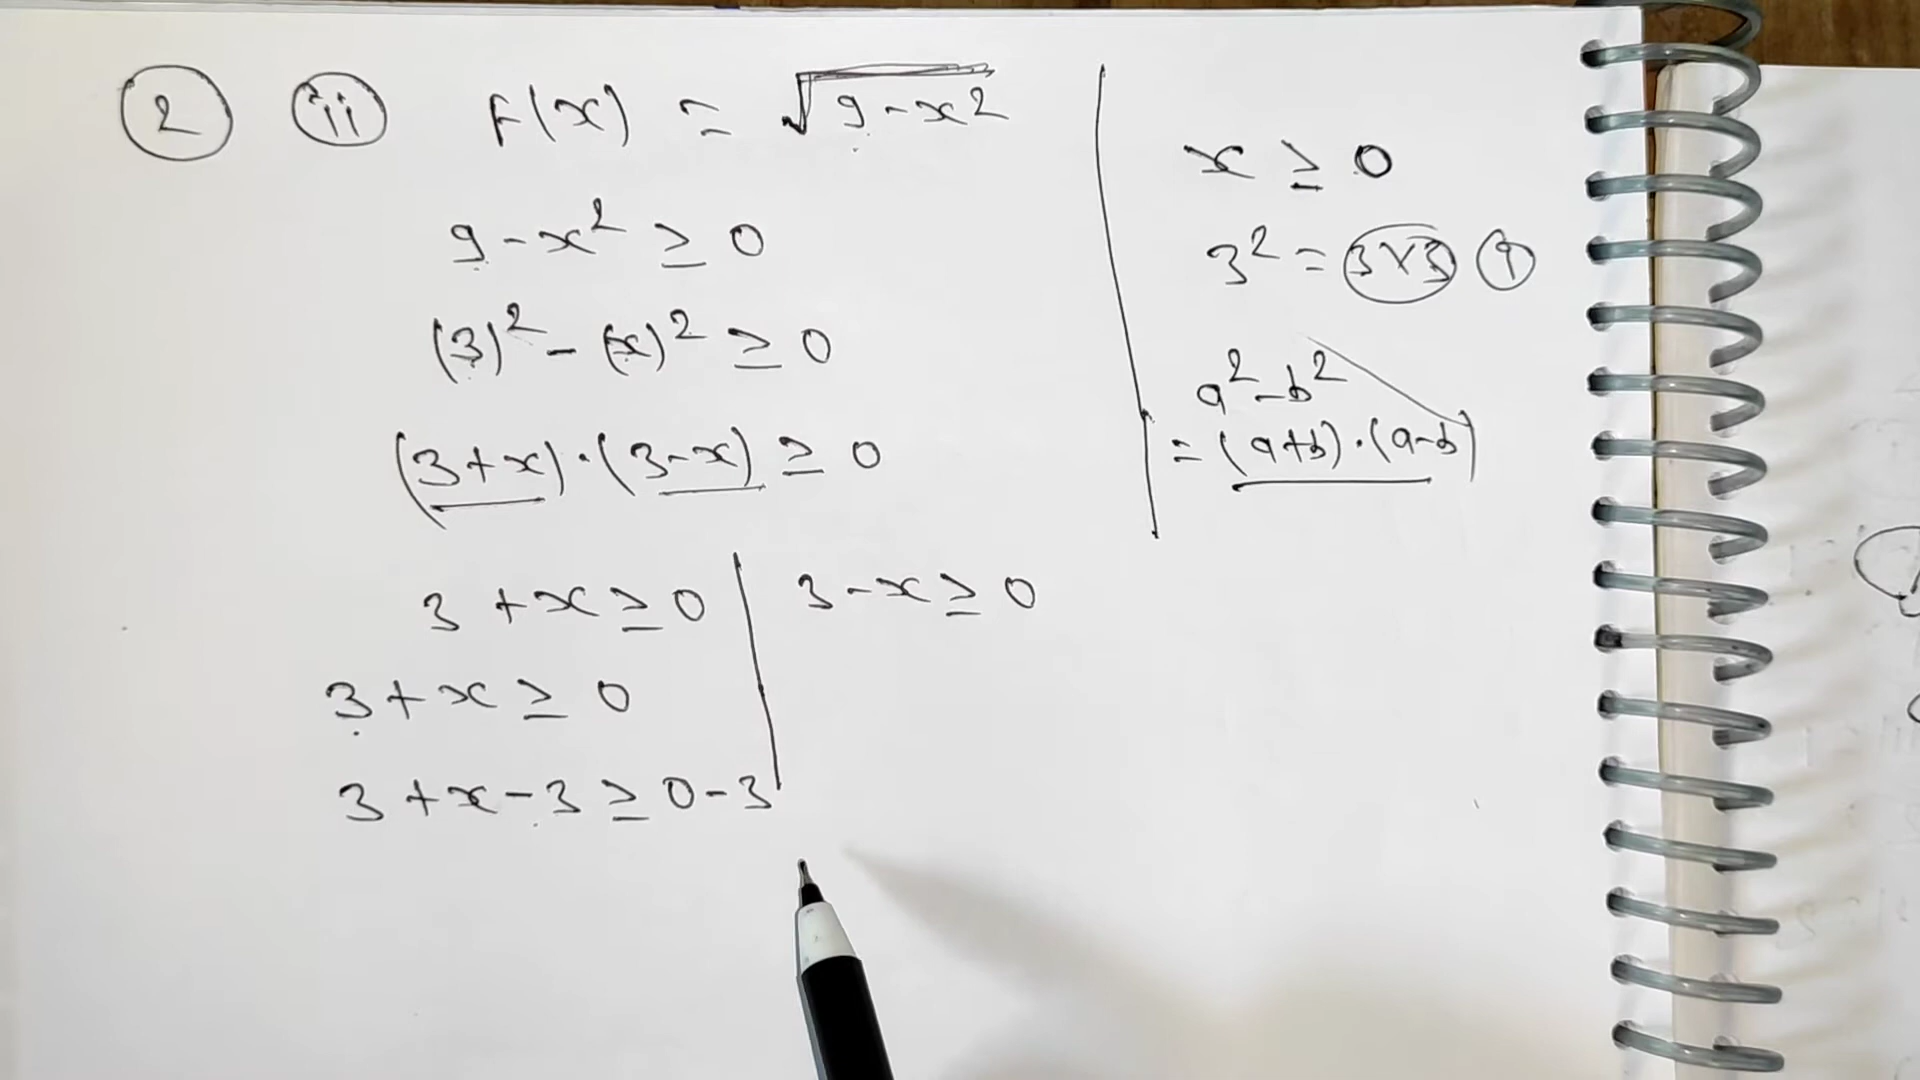 2 ii F(x) = √9-x2
9-x² ≥ 0
(3)² - (x)² ≥ 0
(3+x)·(3-x) ≥ 0
3+x ≥ 0 | 3-x ≥ 0
3+x ≥ 0
3+x-3 ≥ 0-3
x ≥ 0
3² = 3×3 9
a²-b²
= (a+b)·(a-b)